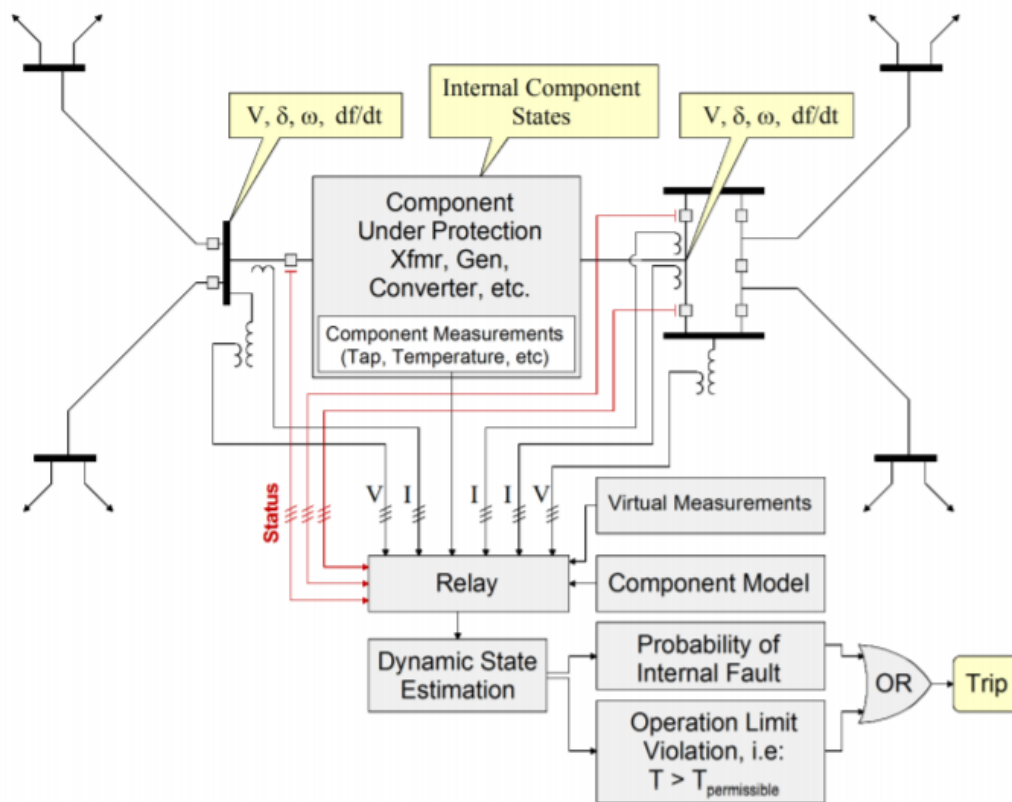 V, δ, ω, df/dt
Internal Component
States
V, δ, ω, df/dt
Component
Under Protection
Xfmr, Gen,
Converter, etc.
Component Measurements
(Tap, Temperature, etc)
Status
V
I
I
I
V
Virtual Measurements
Relay
Component Model
Dynamic State
Estimation
Probability of
Internal Fault
OR
Trip
Operation Limit
Violation, i.e:
T > Tpermissible